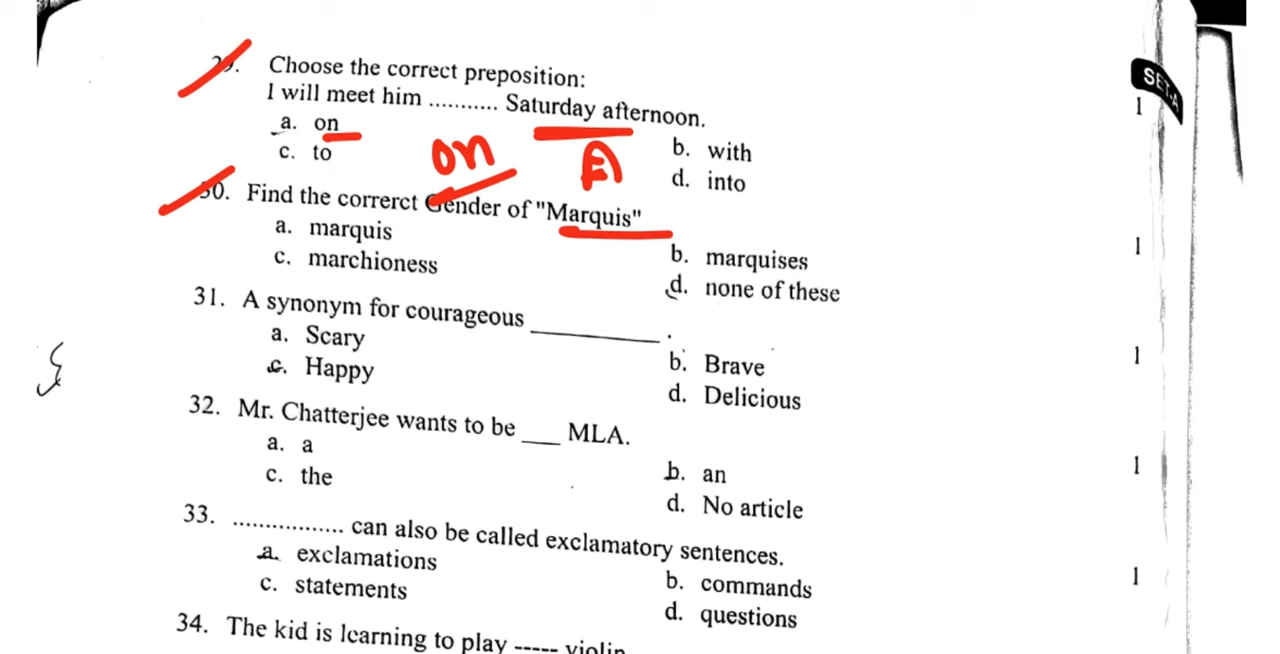 29. Choose the correct preposition:
SET-A
I will meet him ........... Saturday afternoon.
1
a. on
b. with
c. to
d. into
on
A
30. Find the correrct Gender of "Marquis"
1
a. marquis
b. marquises
c. marchioness
d. none of these
31. A synonym for courageous __________.
1
a. Scary
b. Brave
c. Happy
d. Delicious
32. Mr. Chatterjee wants to be ___ MLA.
1
a. a
b. an
c. the
d. No article
33. ................. can also be called exclamatory sentences.
1
a. exclamations
b. commands
c. statements
d. questions
34. The kid is learning to play ----- violin